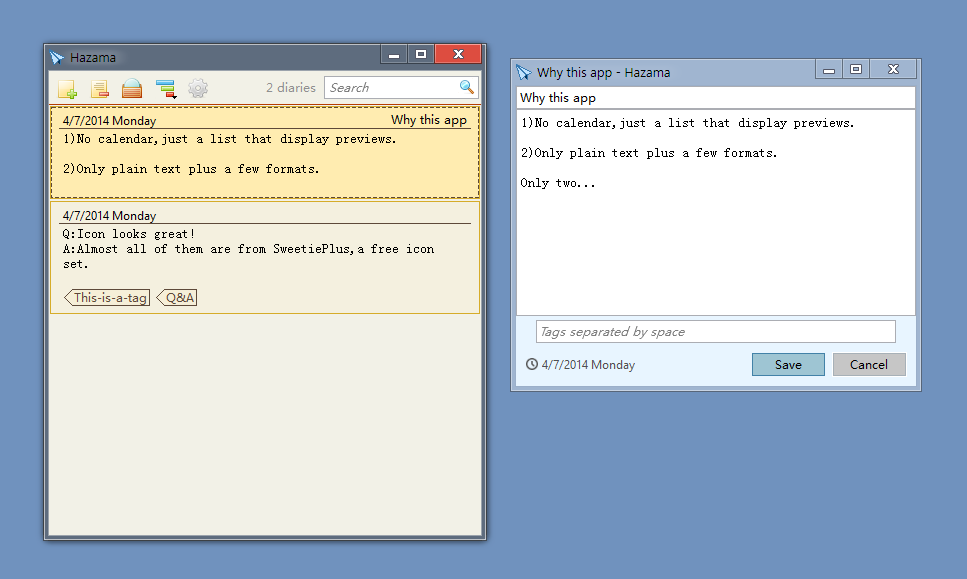 Hazama
2 diaries
Search
4/7/2014 Monday
Why this app
1)No calendar,just a list that display previews.
2)Only plain text plus a few formats.
4/7/2014 Monday
Q:Icon looks great!
A:Almost all of them are from SweetiePlus,a free icon
set.
This-is-a-tag
Q&A
Why this app - Hazama
Why this app
1)No calendar,just a list that display previews.
2)Only plain text plus a few formats.
Only two...
Tags separated by space
4/7/2014 Monday
Save
Cancel